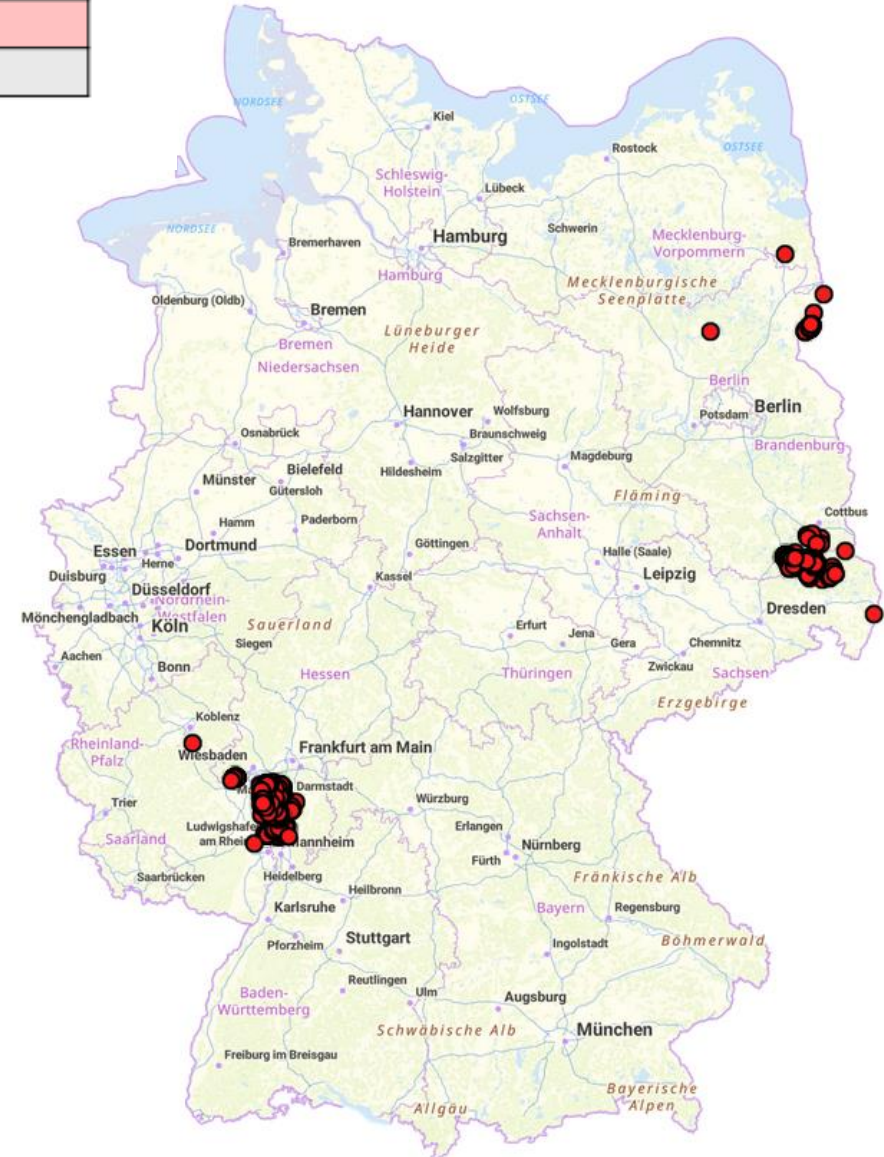 NORDSEE
OSTSEE
Kiel
Rostock
OSTSEE
Schleswig-
Holstein
Lübeck
NORDSEE
Schwerin
Hamburg
Mecklenburg-
Vorpommern
Bremerhaven
Hamburg
Mecklenburgische
Seenplatte
Oldenburg (Oldb)
Bremen
Lüneburger
Heide
Bremen
Niedersachsen
Berlin
Hannover
Wolfsburg
Potsdam
Berlin
Osnabrück
Braunschweig
Brandenburg
Salzgitter
Magdeburg
Bielefeld
Hildesheim
Münster
Gütersloh
Fläming
Cottbus
Hamm
Paderborn
Sachsen-
Anhalt
Essen
Dortmund
Göttingen
Halle (Saale)
Herne
Duisburg
Kassel
Leipzig
Düsseldorf
Nordrhein-
Westfalen
Mönchengladbach
Köln
Sauerland
Dresden
Erfurt
Jena
Gera
Chemnitz
Siegen
Aachen
Bonn
Zwickau
Hessen
Thüringen
Sachsen
Erzgebirge
Koblenz
Rheinland-
Pfalz
Frankfurt am Main
Wiesbaden
Darmstadt
Trier
Würzburg
Ludwigshafe
am Rhei
Mannheim
Erlangen
Saarland
Nürnberg
Fürth
Saarbrücken
Heidelberg
Fränkische Alb
Heilbronn
Karlsruhe
Bayern
Regensburg
Pforzheim
Stuttgart
Ingolstadt
Böhmerwald
Reutlingen
Ulm
Baden-
Württemberg
Augsburg
Schwäbische Alb
München
Freiburg im Breisgau
Bayerische
Alpen
Allgäu